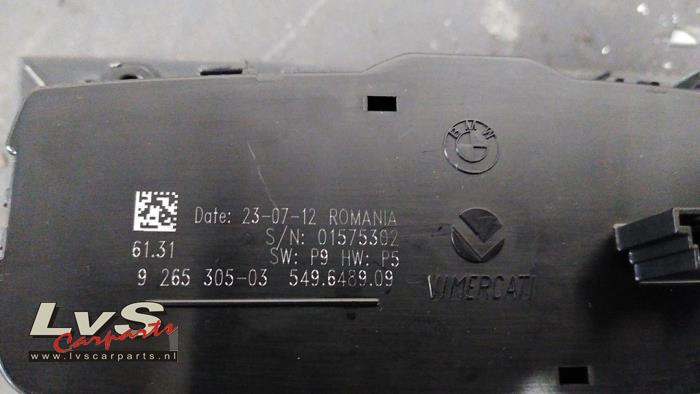 BMW
Date: 23-07-12 ROMANIA
S/N: 01575302
61.31
SW: P9 HW: P5
9 265 305-03 549.6489.09
VIMERCATI
LvS
Carparts
www.lvscarparts.nl